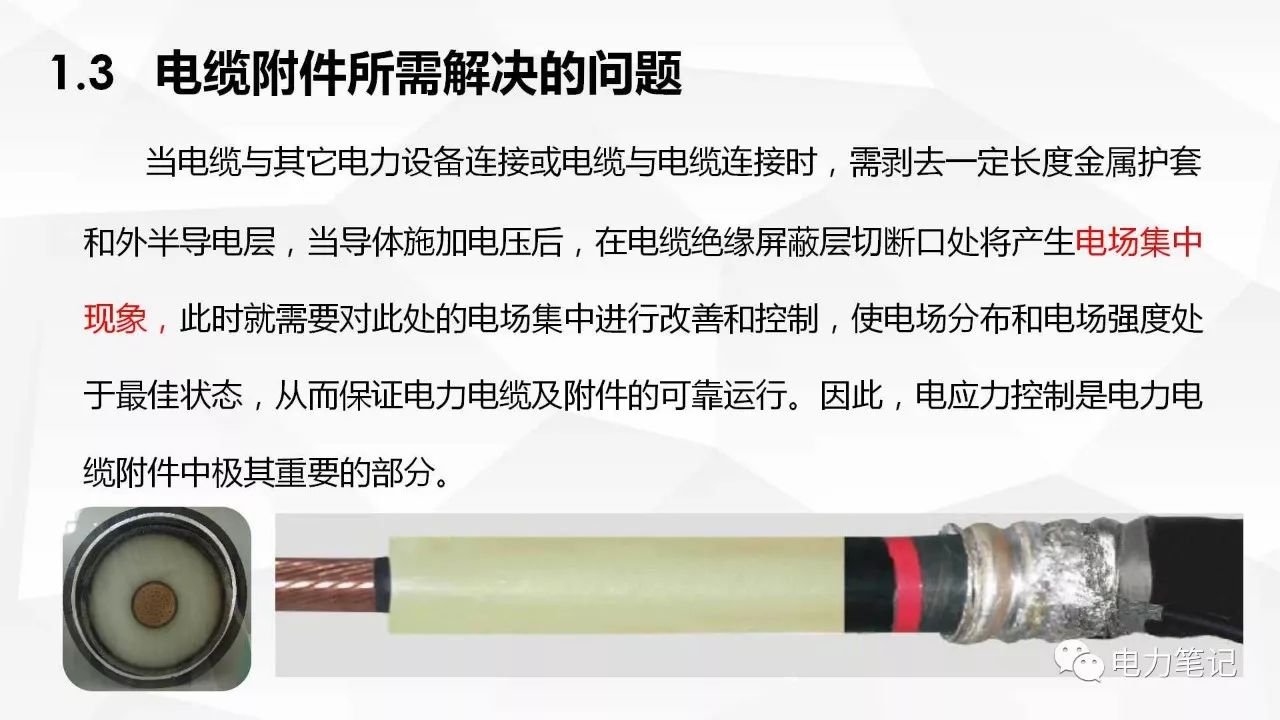 1.3 电缆附件所需解决的问题
当电缆与其它电力设备连接或电缆与电缆连接时，需剥去一定长度金属护套
和外半导电层，当导体施加电压后，在电缆绝缘屏蔽层切断口处将产生电场集中
现象，此时就需要对此处的电场集中进行改善和控制，使电场分布和电场强度处
于最佳状态，从而保证电力电缆及附件的可靠运行。因此，电应力控制是电力电
缆附件中极其重要的部分。
电力笔记